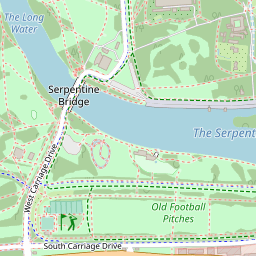 The Long
Water
Serpentine
Bridge
The Serpent
West Carriage Drive
Old Football
Pitches
South Carriage Drive